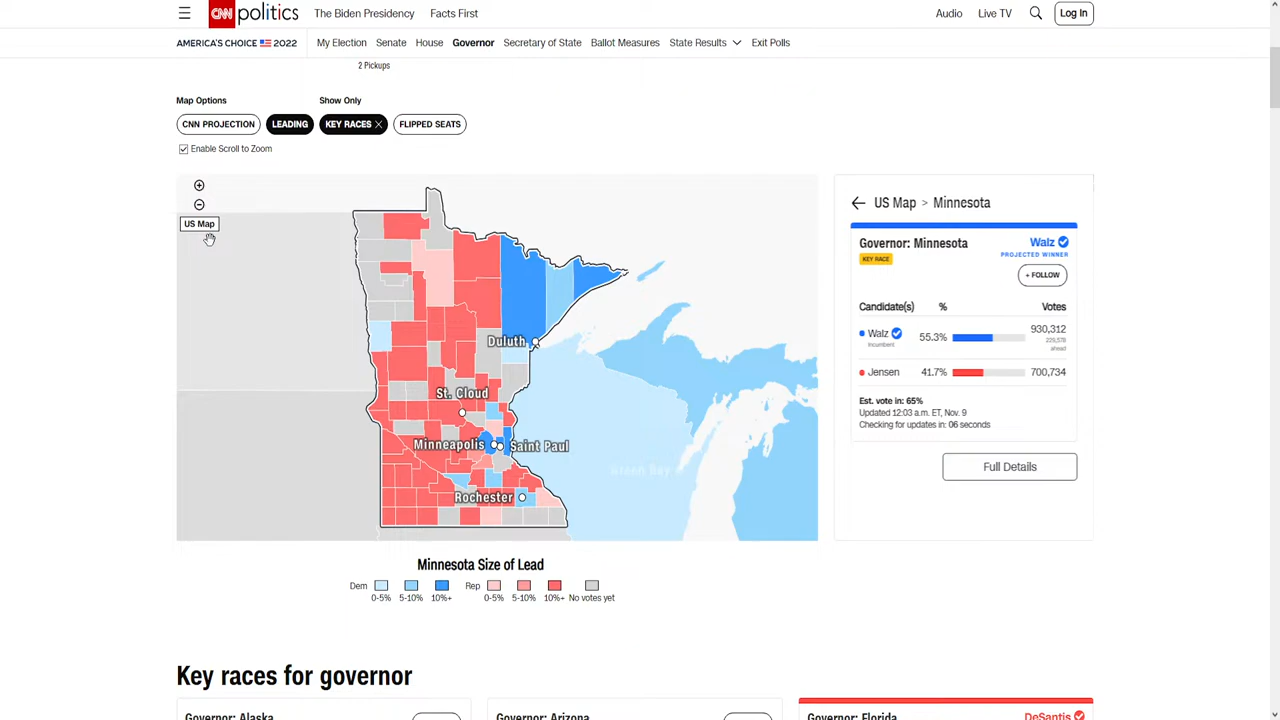 CNN politics The Biden Presidency Facts First Audio Live TV Log In
AMERICA'S CHOICE 2022 My Election Senate House Governor Secretary of State Ballot Measures State Results Exit Polls
2 Pickups
Map Options Show Only
CNN PROJECTION LEADING KEY RACES FLIPPED SEATS
Enable Scroll to Zoom
US Map
Duluth
St. Cloud
Minneapolis Saint Paul
Green Bay
Rochester
US Map > Minnesota
Governor: Minnesota Walz
KEY RACE PROJECTED WINNER
+ FOLLOW
Candidate(s) % Votes
Walz 55.3% 930,312
Incumbent 229,578
ahead
Jensen 41.7% 700,734
Est. vote in: 65%
Updated 12:03 a.m. ET, Nov. 9
Checking for updates in: 06 seconds
Full Details
Minnesota Size of Lead
Dem Rep
0-5% 5-10% 10%+ 0-5% 5-10% 10%+ No votes yet
Key races for governor
Governor: Alaska Governor: Arizona Governor: Florida DeSantis